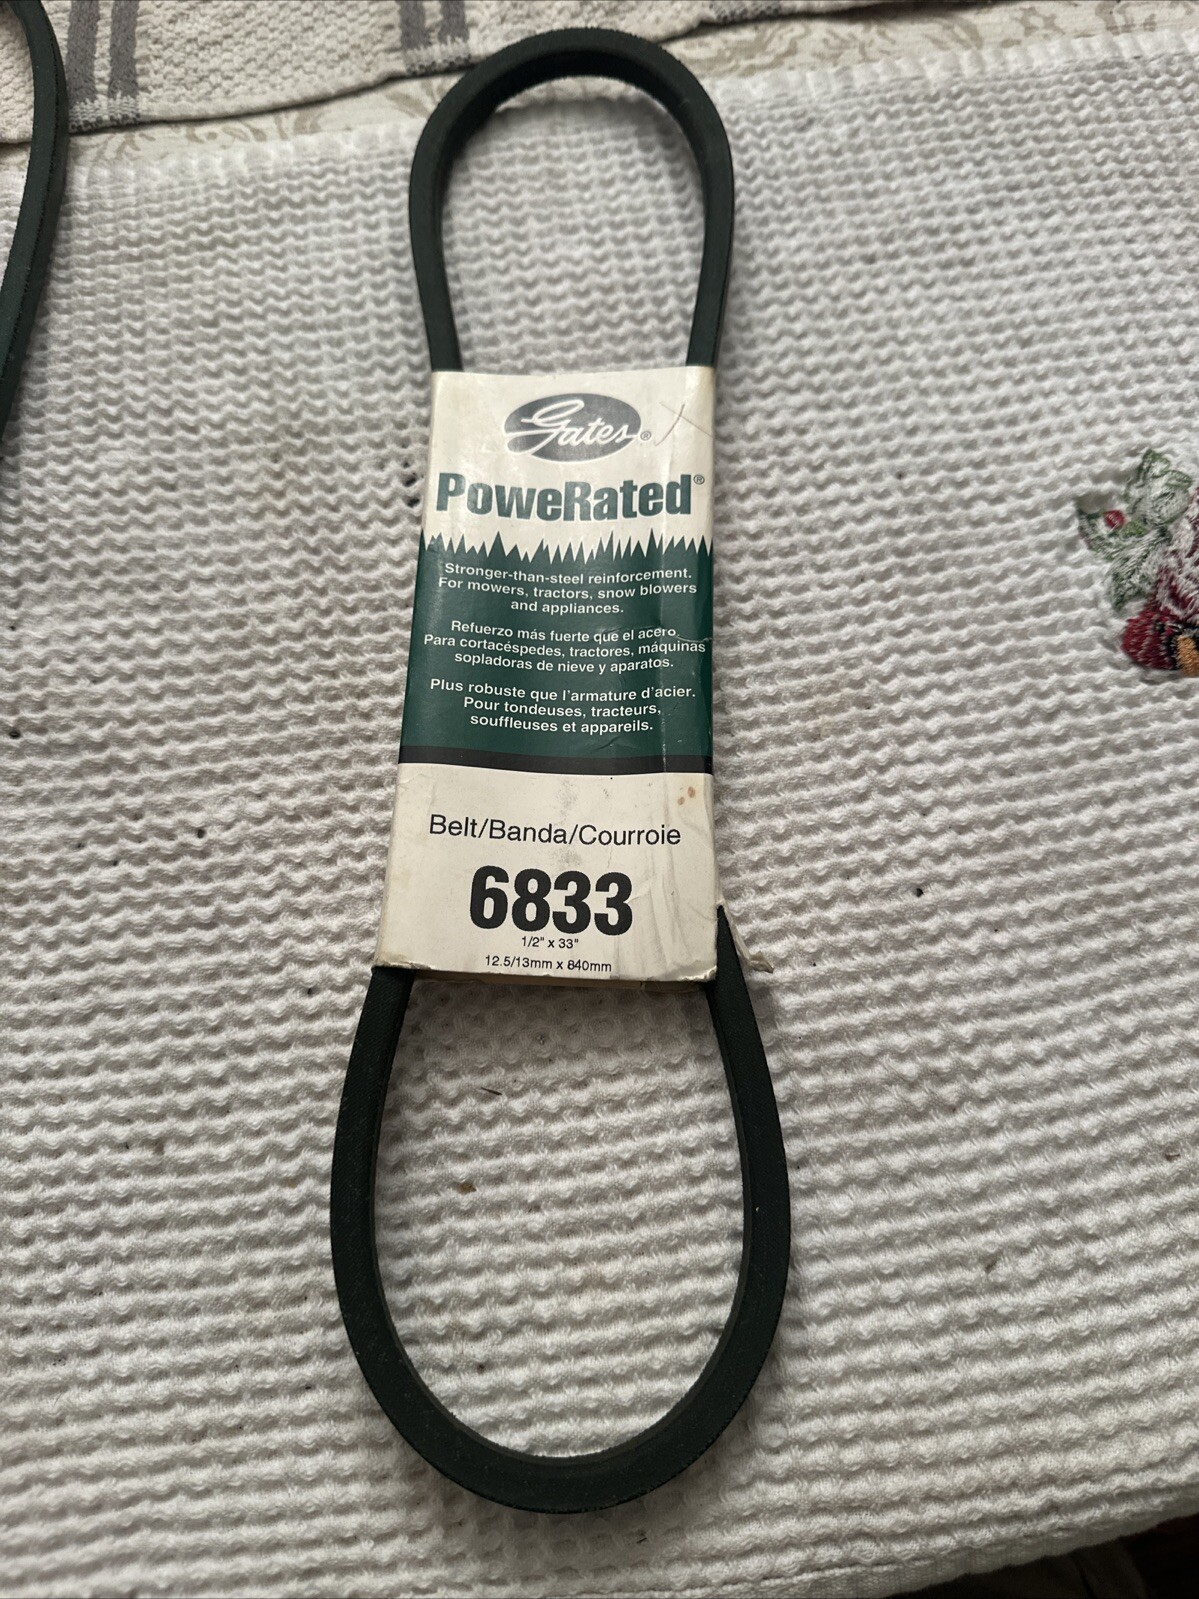 Gates®
PoweRated®
Stronger-than-steel reinforcement.
For mowers, tractors, snow blowers
and appliances.
Refuerzo más fuerte que el acero.
Para cortacéspedes, tractores, máquinas
sopladoras de nieve y aparatos.
Plus robuste que l'armature d'acier.
Pour tondeuses, tracteurs,
souffleuses et appareils.
Belt/Banda/Courroie
6833
1/2" x 33"
12.5/13mm x 840mm